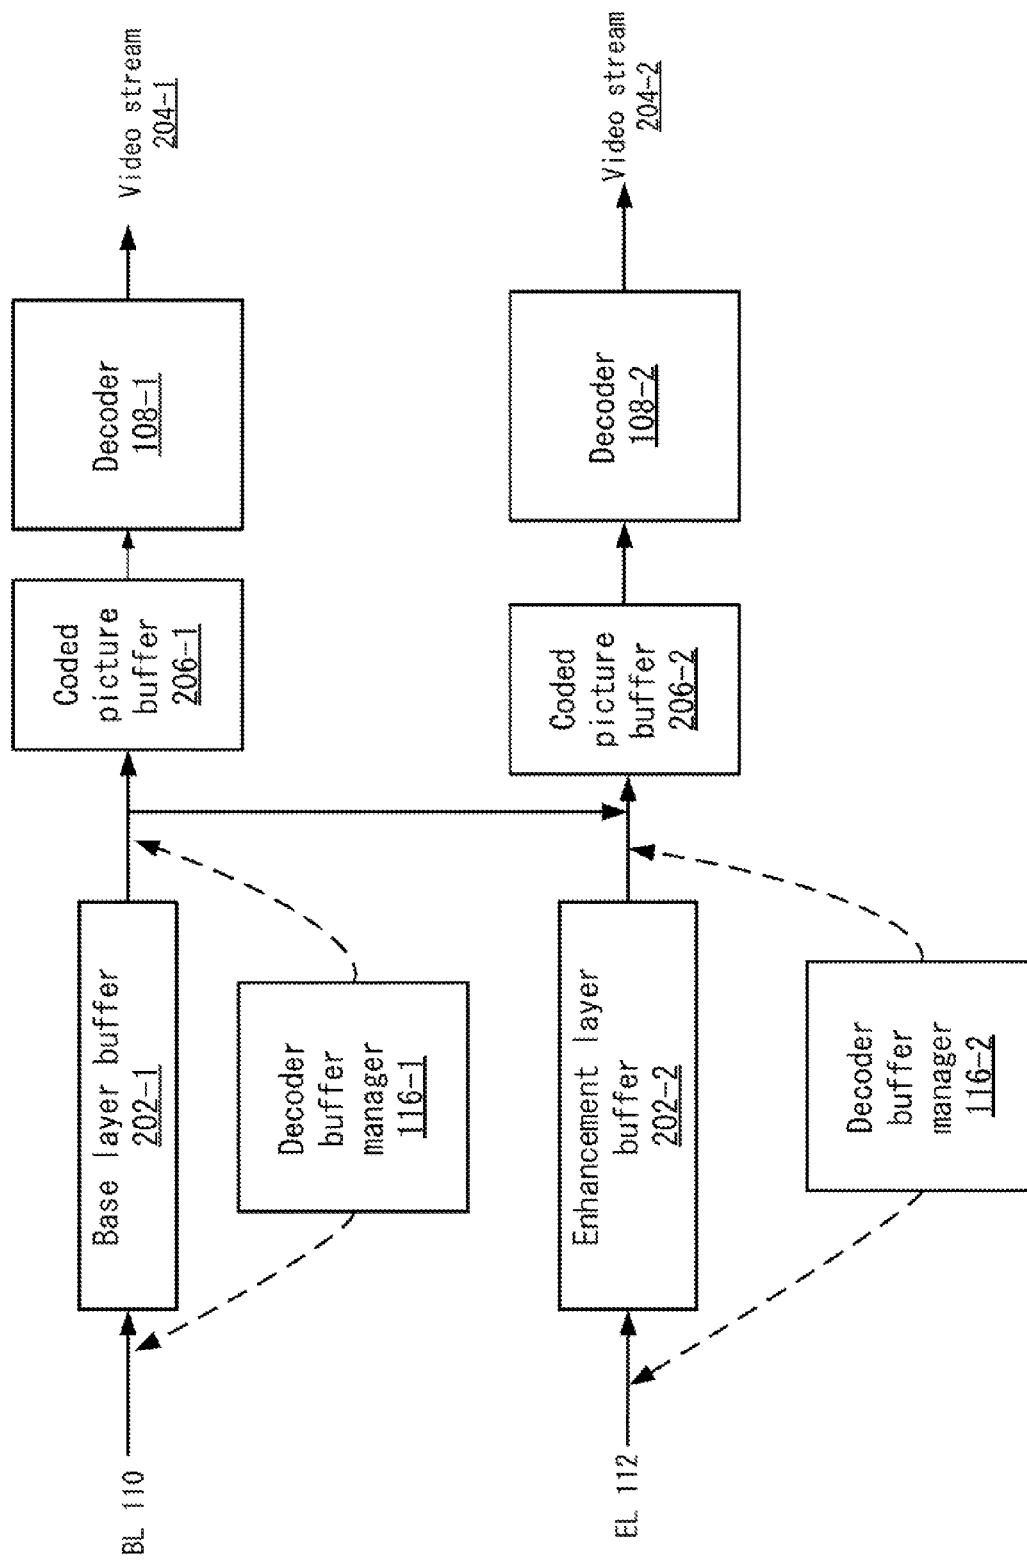 BL 110
Base layer buffer
202-1
Decoder
buffer
manager
116-1
Coded
picture
buffer
206-1
Decoder
108-1
Video stream
204-1
EL 112
Enhancement layer
buffer
202-2
Decoder
buffer
manager
116-2
Coded
picture
buffer
206-2
Decoder
108-2
Video stream
204-2